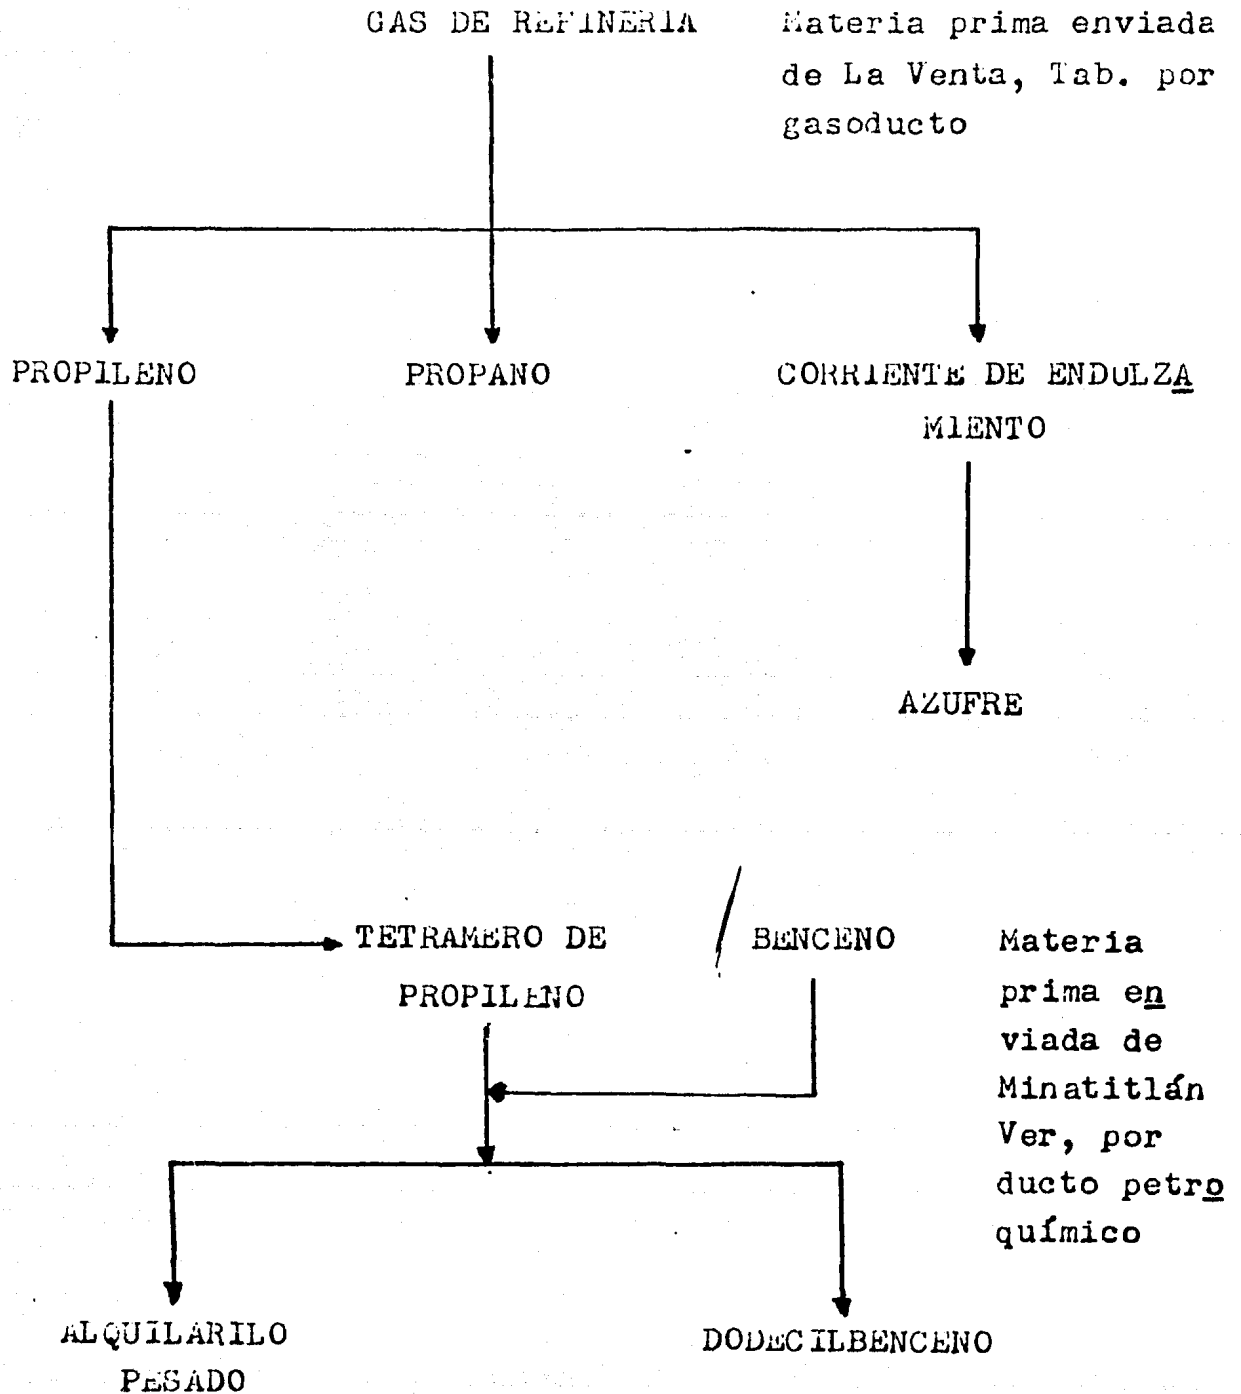 GAS DE REFINERIA
Materia prima enviada
de La Venta, Tab. por
gasoducto
PROPILENO
PROPANO
CORRIENTE DE ENDULZA
MIENTO
AZUFRE
TETRAMERO DE
PROPILENO
BENCENO
Materia
prima en
viada de
Minatitlán
Ver, por
ducto petro
químico
ALQUILARILO
PESADO
DODECILBENCENO